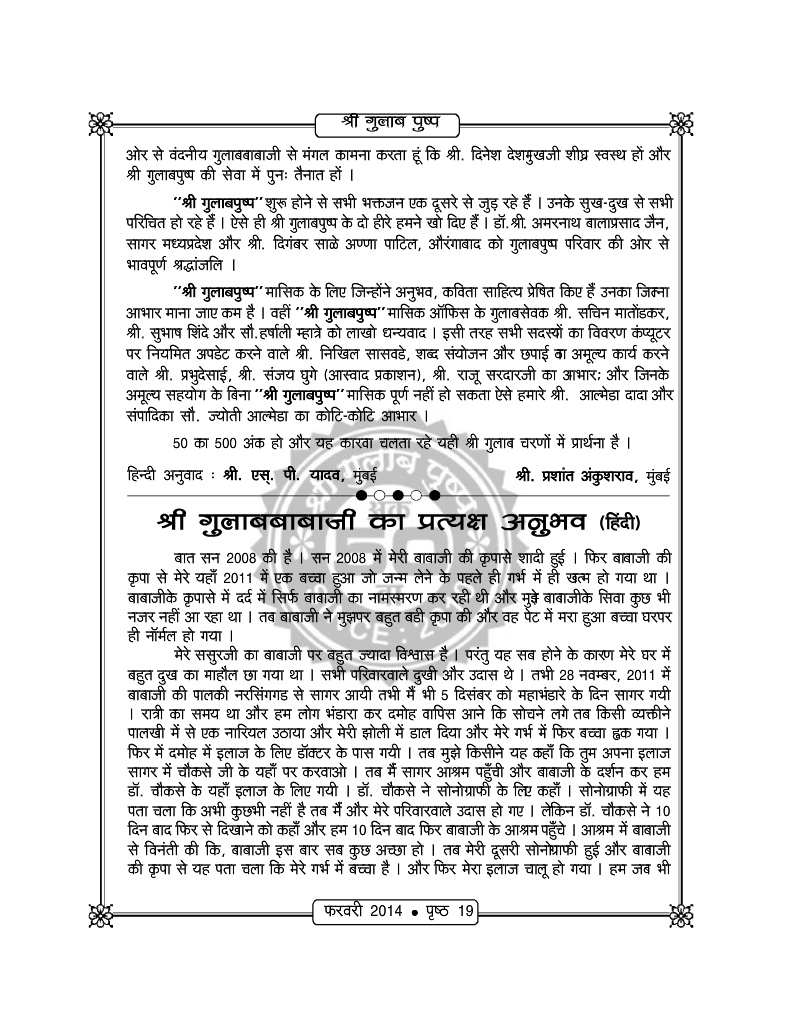 श्री गुलाब पुष्प
ओर से वंदनीय गुलाबबाबाजी से मंगल कामना करता हूं कि श्री. दिनेश देशमुखजी शीघ्र स्वस्थ हों और
श्री गुलाबपुष्प की सेवा में पुनः तैनात हों ।
"श्री गुलाबपुष्प" शुरू होने से सभी भक्तजन एक दूसरे से जुड़ रहे हैं । उनके सुख-दुख से सभी
परिचित हो रहे हैं । ऐसे ही श्री गुलाबपुष्प के दो हीरे हमने खो दिए हैं । डॉ.श्री. अमरनाथ बालाप्रसाद जैन,
सागर मध्यप्रदेश और श्री. दिगंबर साळे अण्णा पाटिल, औरंगाबाद को गुलाबपुष्प परिवार की ओर से
भावपूर्ण श्रद्धांजलि ।
"श्री गुलाबपुष्प" मासिक के लिए जिन्होंने अनुभव, कविता साहित्य प्रेषित किए हैं उनका जितना
आभार माना जाए कम है । वहीं "श्री गुलाबपुष्प" मासिक ऑफिस के गुलाबसेवक श्री. सचिन मातोंडकर,
श्री. सुभाष शिंदे और सौ.हर्षाली म्हात्रे को लाखो धन्यवाद । इसी तरह सभी सदस्यों का विवरण कंप्यूटर
पर नियमित अपडेट करने वाले श्री. निखिल सासवडे, शब्द संयोजन और छपाई का अमूल्य कार्य करने
वाले श्री. प्रभुदेसाई, श्री. संजय घुगे (आस्वाद प्रकाशन), श्री. राजू सरदारजी का आभार; और जिनके
अमूल्य सहयोग के बिना "श्री गुलाबपुष्प" मासिक पूर्ण नहीं हो सकता ऐसे हमारे श्री. आल्मेडा दादा और
संपादिका सौ. ज्योती आल्मेडा का कोटि-कोटि आभार ।
50 का 500 अंक हो और यह कारवा चलता रहे यही श्री गुलाब चरणों में प्रार्थना है ।
हिन्दी अनुवाद : श्री. एस्. पी. यादव, मुंबई श्री. प्रशांत अंकुशराव, मुंबई
श्री गुलाबबाबाजी का प्रत्यक्ष अनुभव (हिंदी)
बात सन 2008 की है । सन 2008 में मेरी बाबाजी की कृपासे शादी हुई । फिर बाबाजी की
कृपा से मेरे यहाँ 2011 में एक बच्चा हुआ जो जन्म लेने के पहले ही गर्भ में ही खत्म हो गया था ।
बाबाजीके कृपासे में दर्द में सिर्फ बाबाजी का नामस्मरण कर रही थी और मुझे बाबाजीके सिवा कुछ भी
नजर नहीं आ रहा था । तब बाबाजी ने मुझपर बहुत बडी कृपा की और वह पेट में मरा हुआ बच्चा घरपर
ही नॉर्मल हो गया ।
मेरे ससुरजी का बाबाजी पर बहुत ज्यादा विश्वास है । परंतु यह सब होने के कारण मेरे घर में
बहुत दुख का माहौल छा गया था । सभी परिवारवाले दुखी और उदास थे । तभी 28 नवम्बर, 2011 में
बाबाजी की पालकी नरसिंगगड से सागर आयी तभी मैं भी 5 दिसंबर को महाभंडारे के दिन सागर गयी
। रात्री का समय था और हम लोग भंडारा कर दमोह वापिस आने कि सोचने लगे तब किसी व्यक्तीने
पालखी में से एक नारियल उठाया और मेरी झोली में डाल दिया और मेरे गर्भ में फिर बच्चा रूक गया ।
फिर में दमोह में इलाज के लिए डॉक्टर के पास गयी । तब मुझे किसीने यह कहाँ कि तुम अपना इलाज
सागर में चौकसे जी के यहाँ पर करवाओ । तब मैं सागर आश्रम पहुँची और बाबाजी के दर्शन कर हम
डॉ. चौकसे के यहाँ इलाज के लिए गयी । डॉ. चौकसे ने सोनोग्राफी के लिए कहाँ । सोनोग्राफी में यह
पता चला कि अभी कुछभी नहीं है तब मैं और मेरे परिवारवाले उदास हो गए । लेकिन डॉ. चौकसे ने 10
दिन बाद फिर से दिखाने को कहाँ और हम 10 दिन बाद फिर बाबाजी के आश्रम पहुँचे । आश्रम में बाबाजी
से विनंती की कि, बाबाजी इस बार सब कुछ अच्छा हो । तब मेरी दूसरी सोनोग्राफी हुई और बाबाजी
की कृपा से यह पता चला कि मेरे गर्भ में बच्चा है । और फिर मेरा इलाज चालू हो गया । हम जब भी
फरवरी 2014 ● पृष्ठ 19